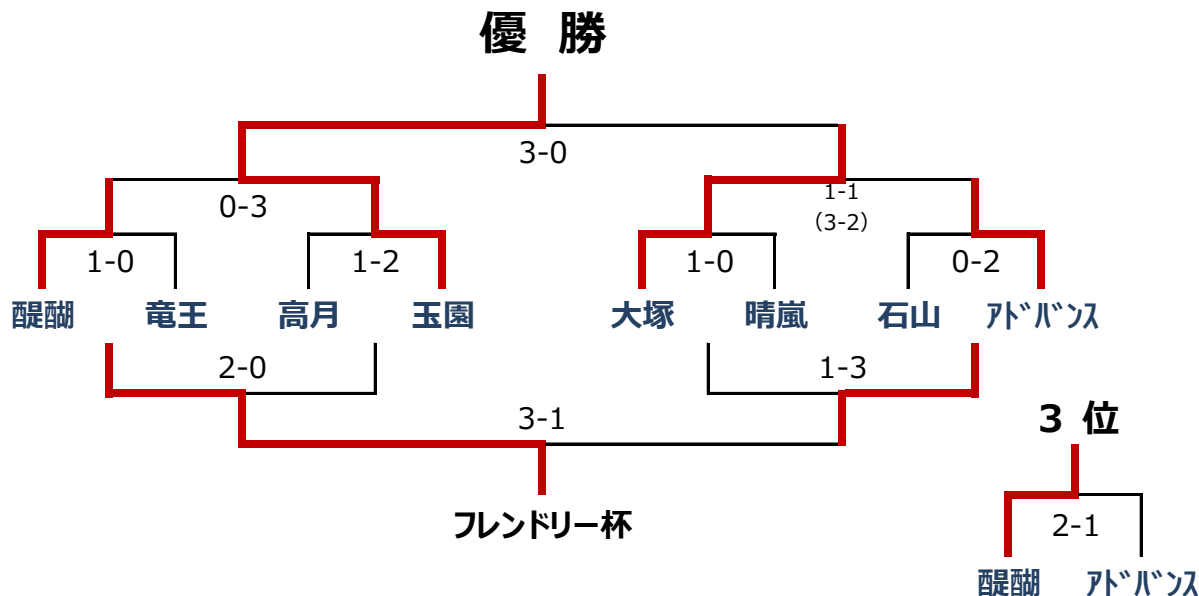 優 勝
3-0
0-3
1-1
（3-2）
1-0
1-2
1-0
0-2
醍醐 竜王 高月 玉園 大塚 晴嵐 石山 ｱﾄﾞﾊﾞﾝｽ
2-0
1-3
3-1
フレンドリー杯
3 位
2-1
醍醐 ｱﾄﾞﾊﾞﾝｽ